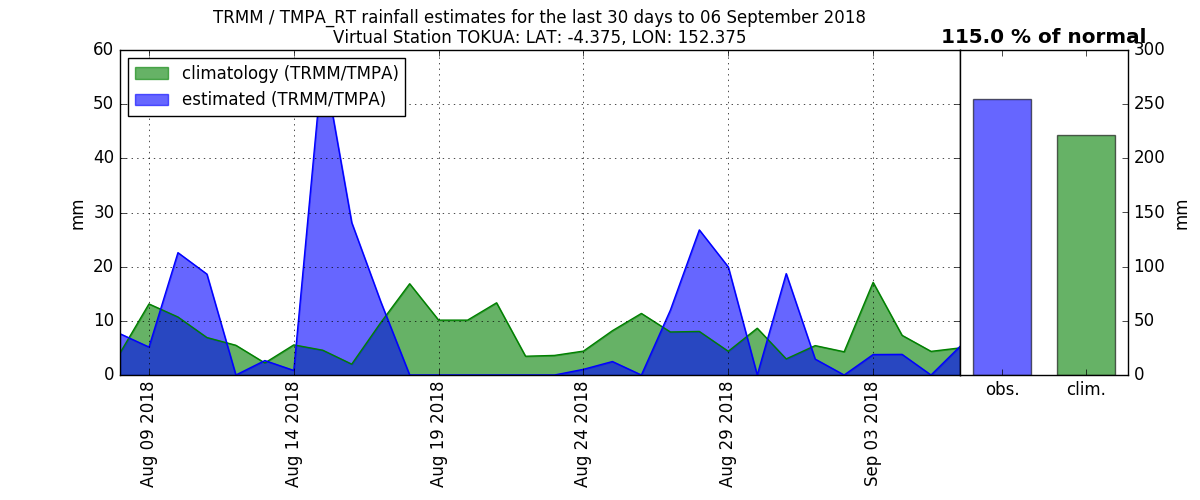 TRMM / TMPA_RT rainfall estimates for the last 30 days to 06 September 2018
Virtual Station TOKUA: LAT: -4.375, LON: 152.375
115.0 % of normal
climatology (TRMM/TMPA)
estimated (TRMM/TMPA)
60
50
40
30
20
10
0
mm
Aug 09 2018
Aug 14 2018
Aug 19 2018
Aug 24 2018
Aug 29 2018
Sep 03 2018
obs.
clim.
300
250
200
150
100
50
0
mm